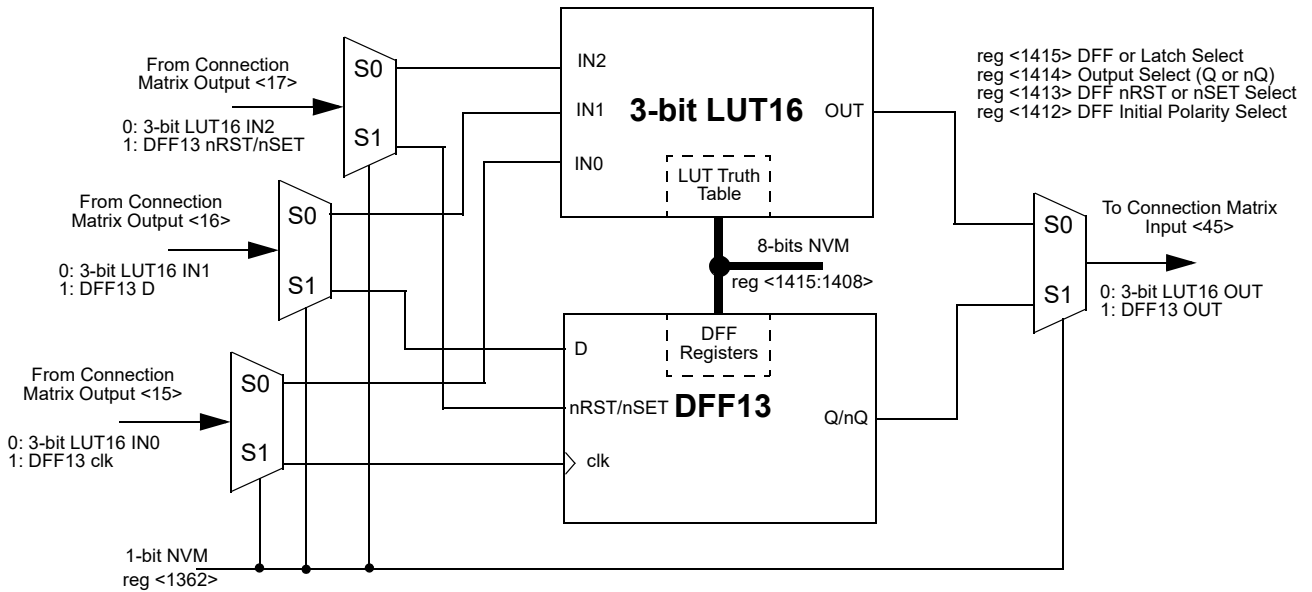 From Connection
Matrix Output <17>
0: 3-bit LUT16 IN2
1: DFF13 nRST/nSET
S0
S1
From Connection
Matrix Output <16>
0: 3-bit LUT16 IN1
1: DFF13 D
S0
S1
From Connection
Matrix Output <15>
0: 3-bit LUT16 IN0
1: DFF13 clk
S0
S1
1-bit NVM
reg <1362>
IN2
IN1
IN0
3-bit LUT16
OUT
LUT Truth
Table
8-bits NVM
reg <1415:1408>
DFF
Registers
D
nRST/nSET
DFF13
clk
Q/nQ
reg <1415> DFF or Latch Select
reg <1414> Output Select (Q or nQ)
reg <1413> DFF nRST or nSET Select
reg <1412> DFF Initial Polarity Select
S0
S1
To Connection Matrix
Input <45>
0: 3-bit LUT16 OUT
1: DFF13 OUT